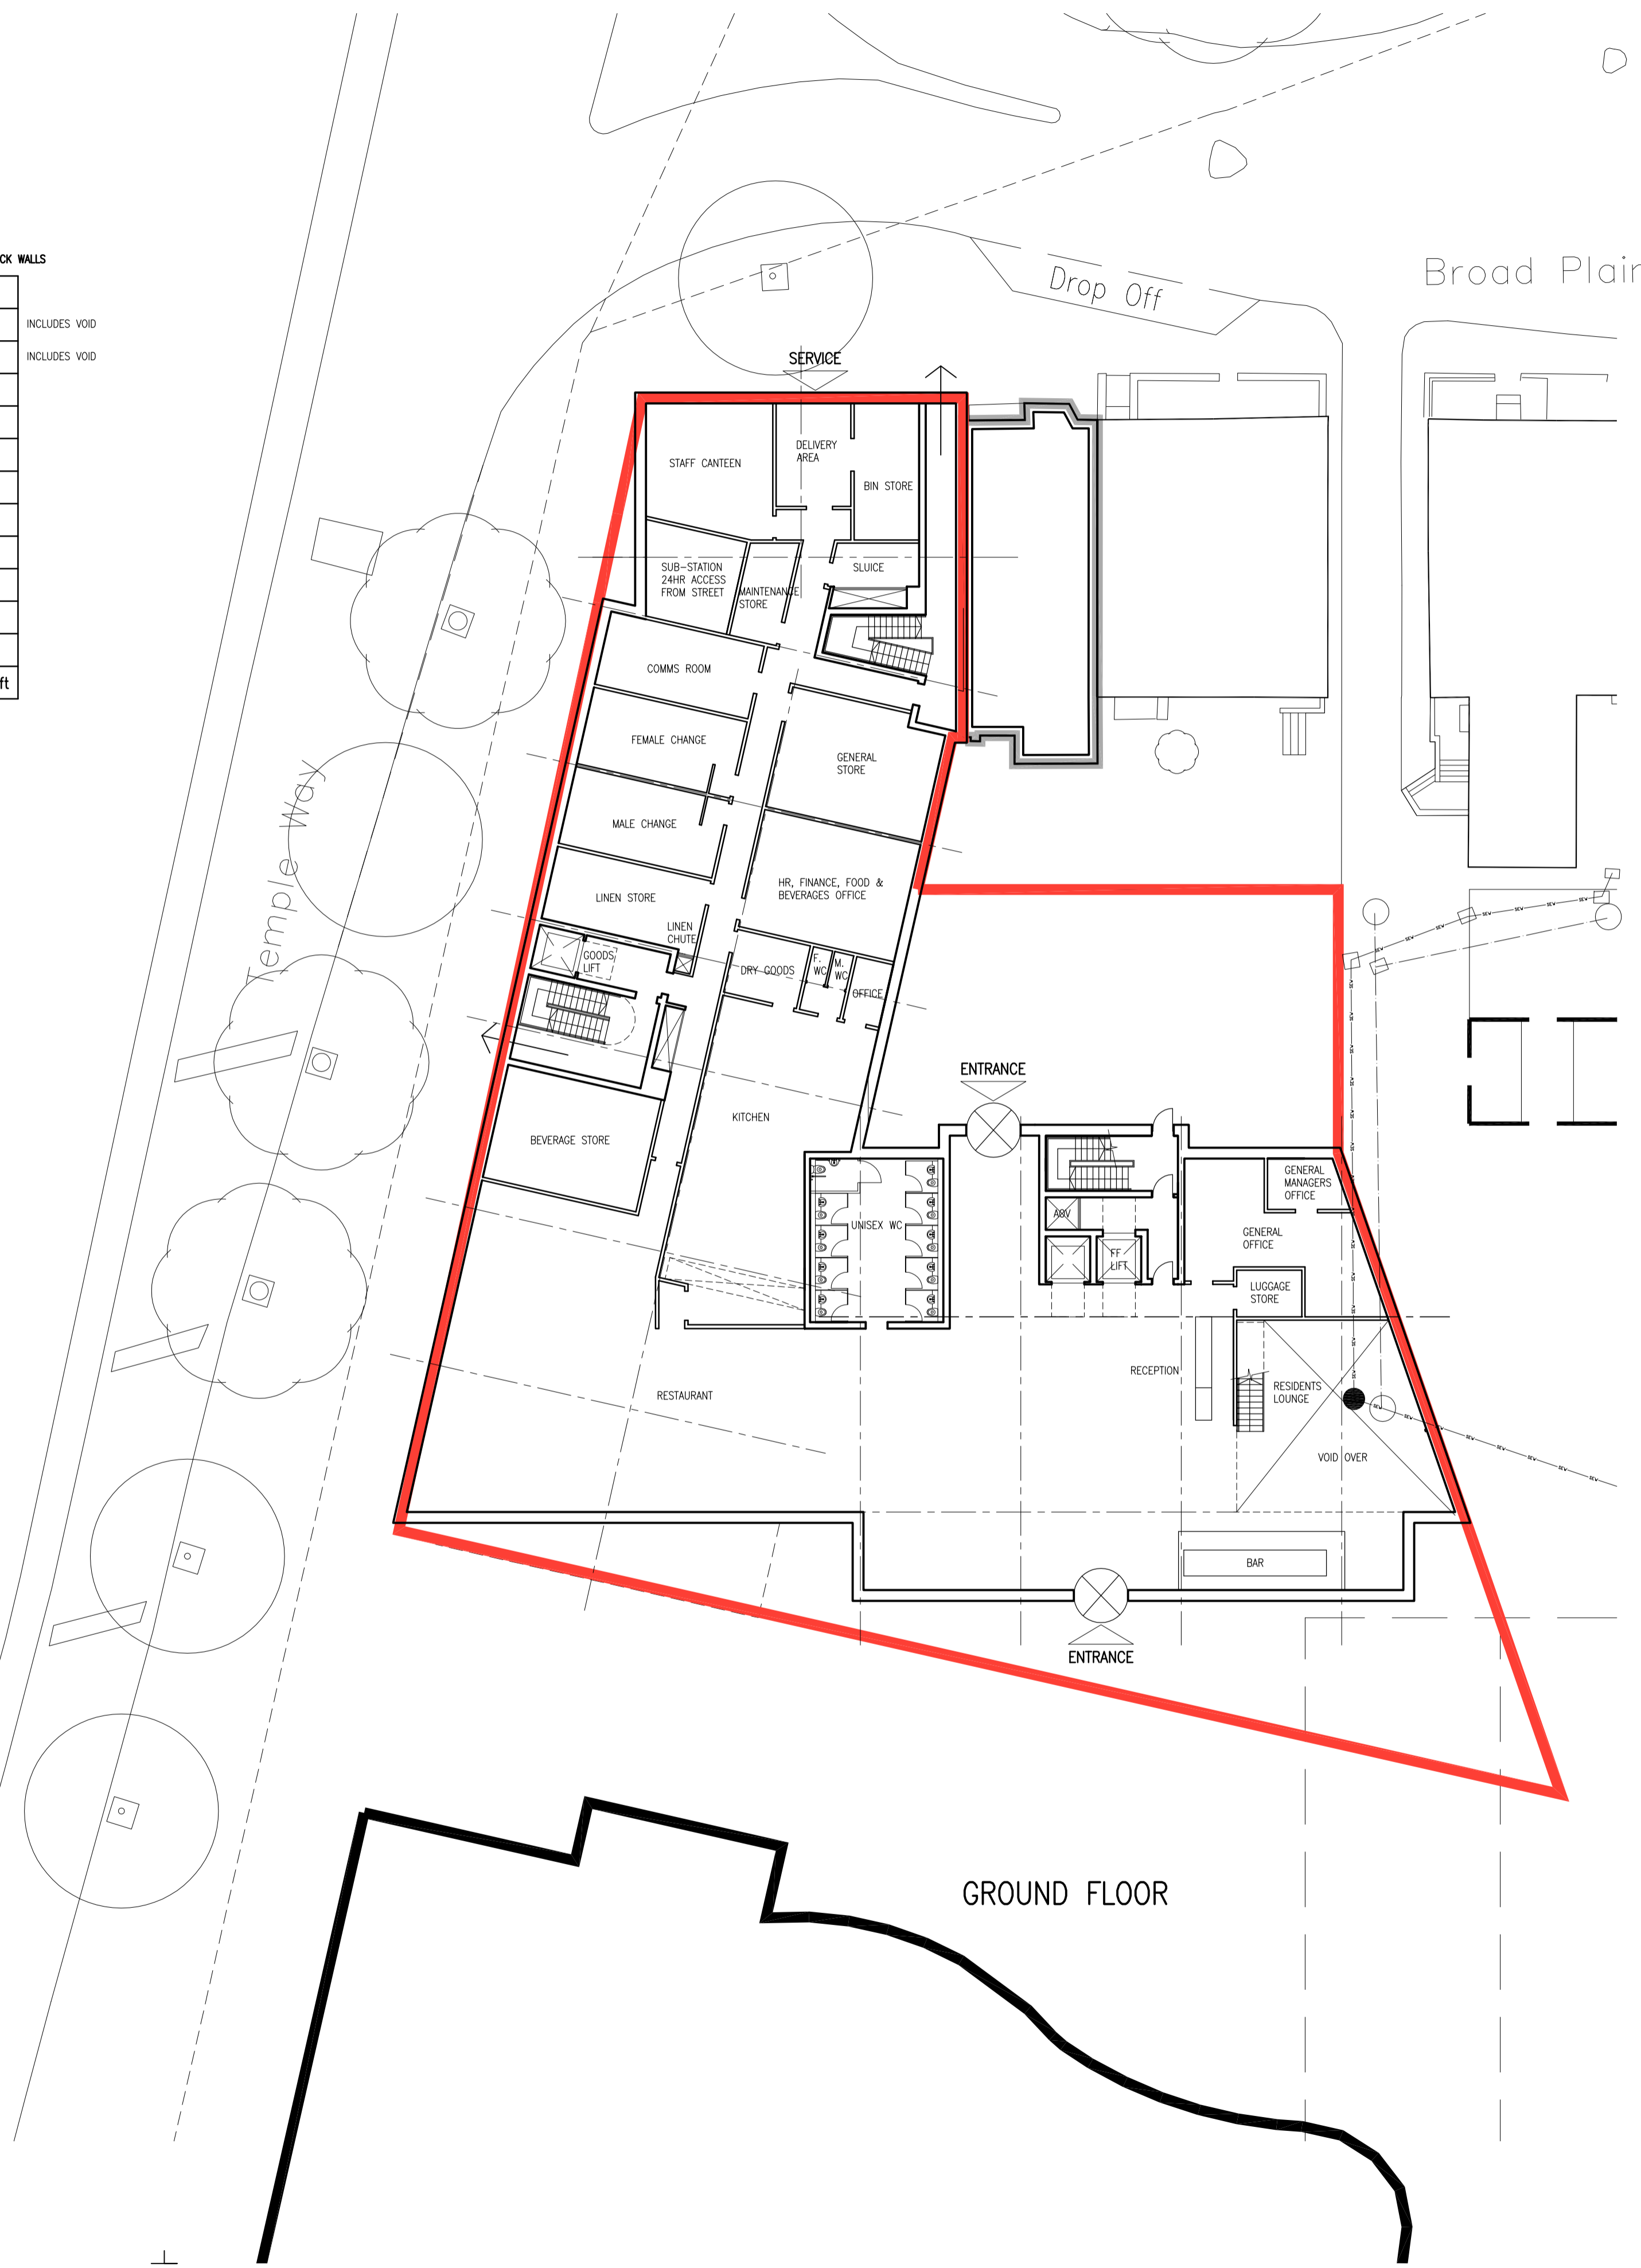 CK WALLS
INCLUDES VOID
INCLUDES VOID
ft
Broad Plain
Drop Off
Temple Way
SERVICE
STAFF CANTEEN
DELIVERY
AREA
BIN STORE
SUB-STATION
24HR ACCESS
FROM STREET
MAINTENANCE
STORE
SLUICE
COMMS ROOM
FEMALE CHANGE
GENERAL
STORE
MALE CHANGE
HR, FINANCE, FOOD &
BEVERAGES OFFICE
LINEN STORE
LINEN
CHUTE
GOODS
LIFT
DRY GOODS
F.
WC
M.
WC
OFFICE
KITCHEN
BEVERAGE STORE
ENTRANCE
UNISEX WC
AOV
FF
LIFT
GENERAL
MANAGERS
OFFICE
GENERAL
OFFICE
LUGGAGE
STORE
RECEPTION
RESIDENTS
LOUNGE
RESTAURANT
VOID OVER
BAR
ENTRANCE
GROUND FLOOR